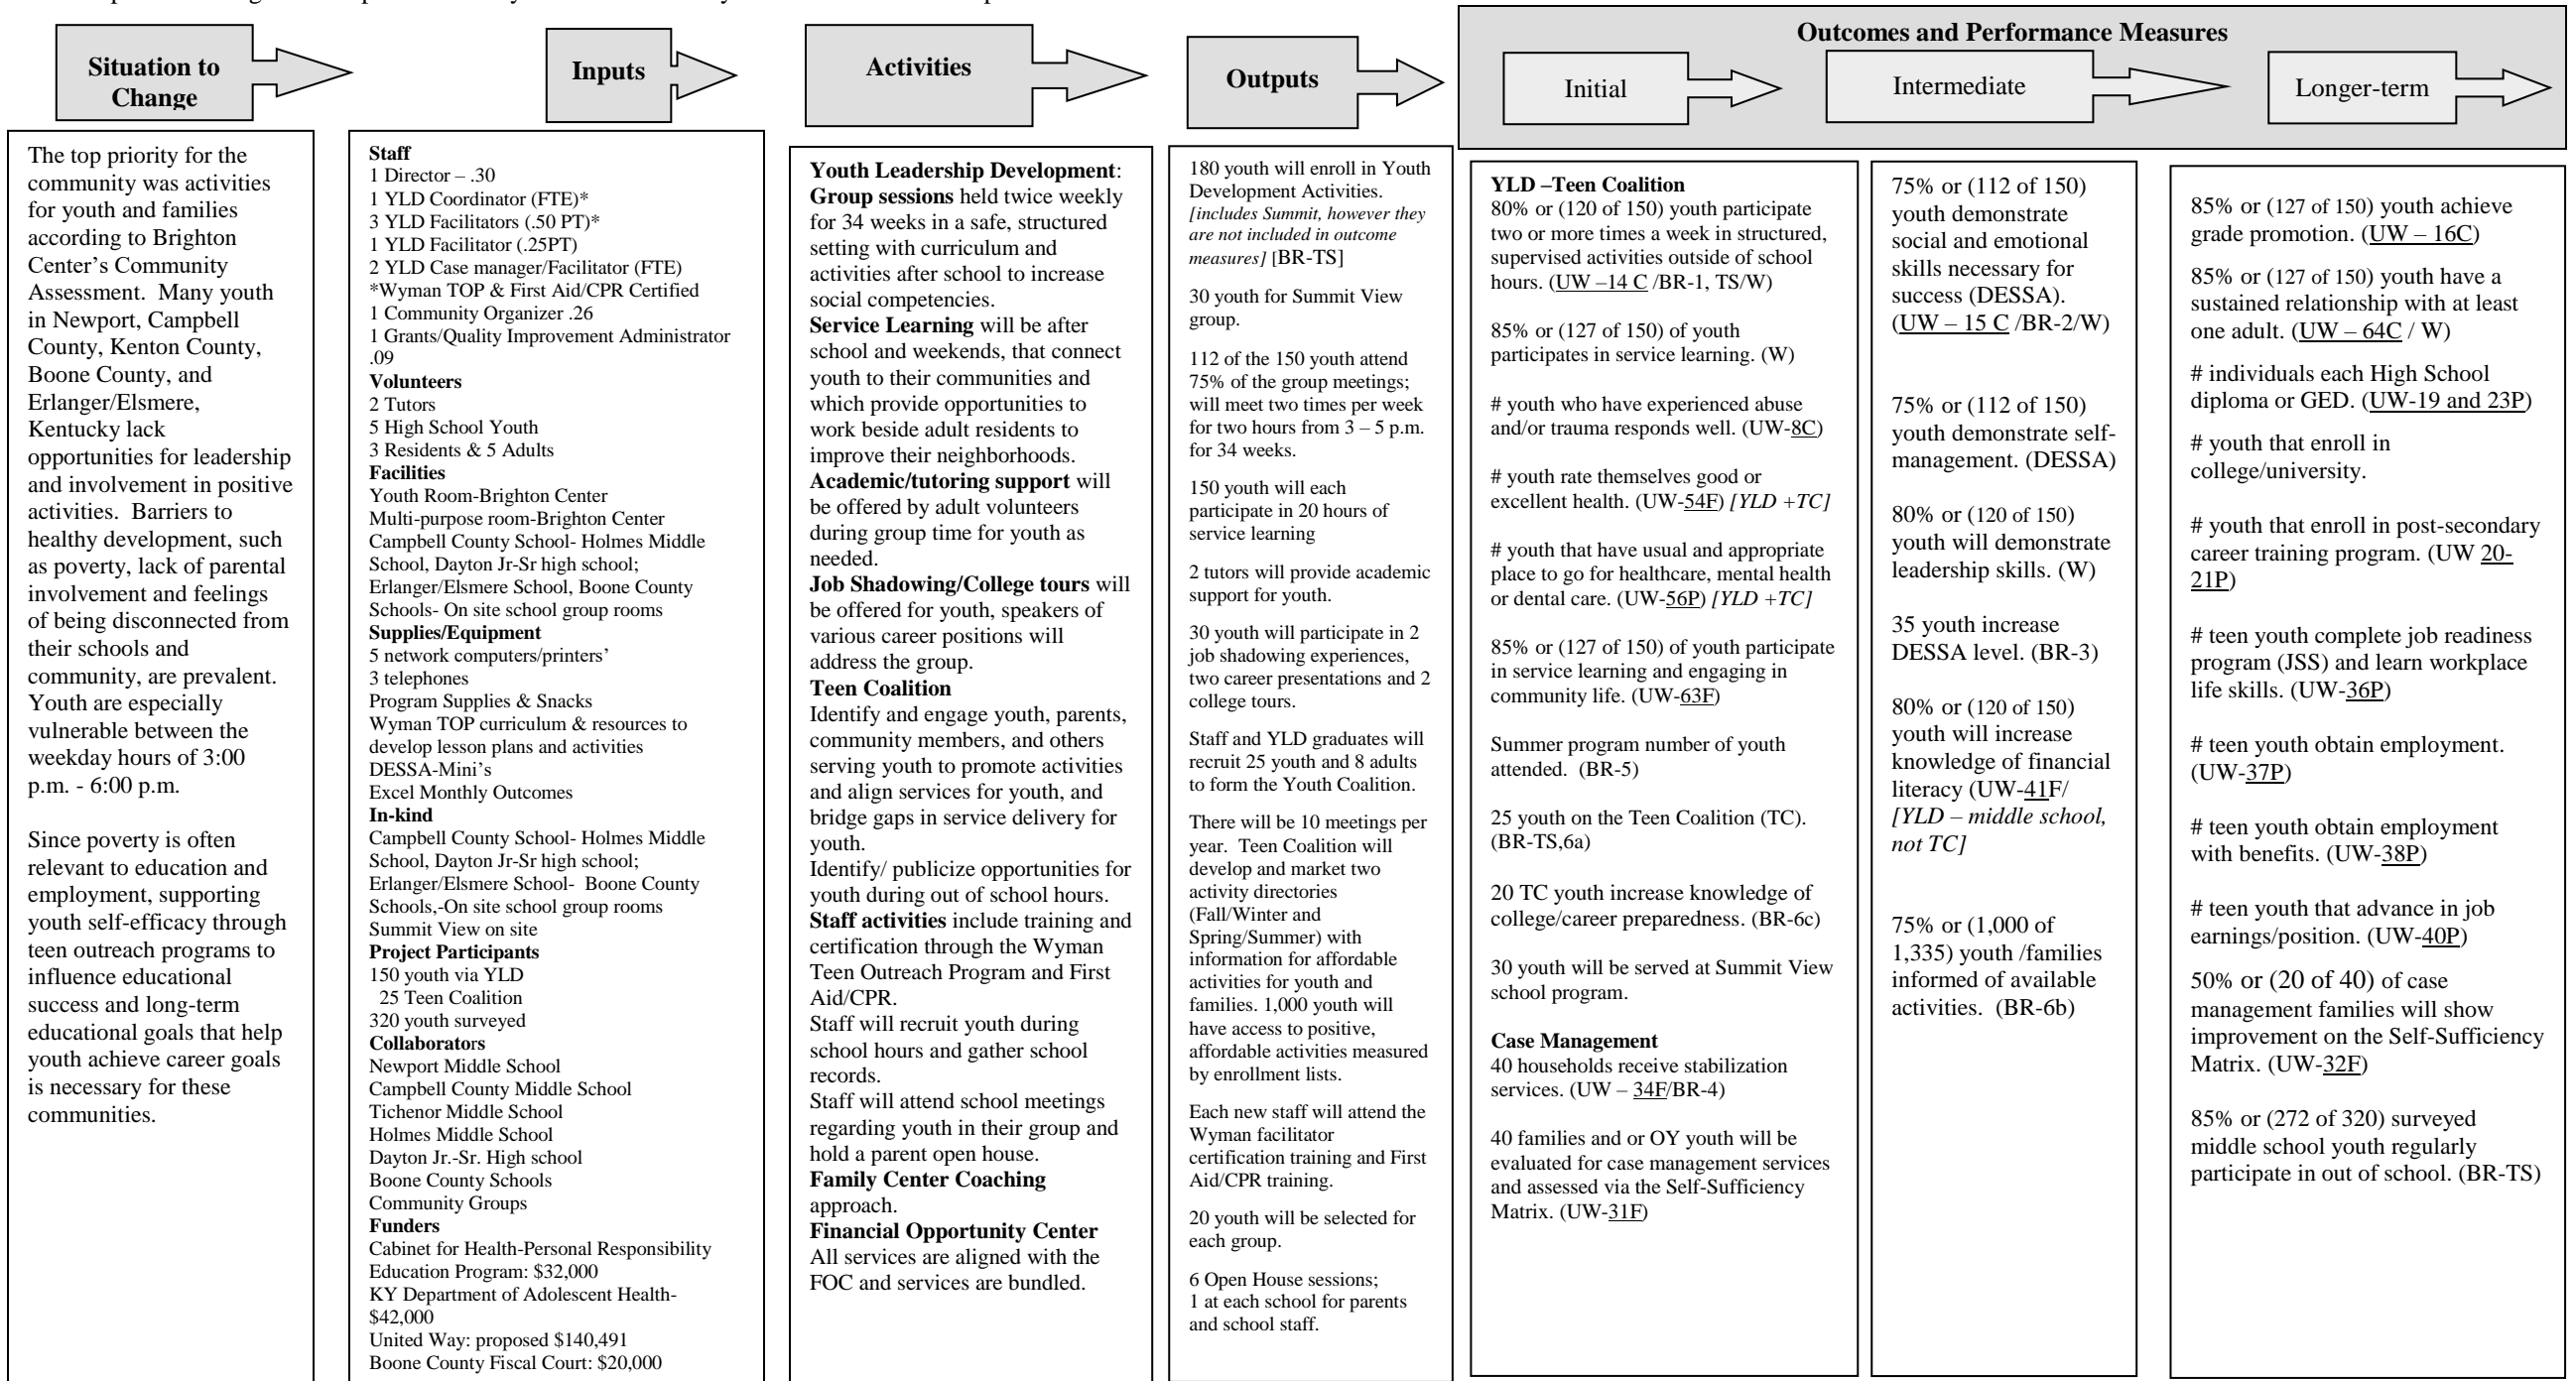 Situation to
Change
Inputs
Activities
Outputs
Outcomes and Performance Measures
Initial
Intermediate
Longer-term
The top priority for the
community was activities
for youth and families
according to Brighton
Center's Community
Assessment. Many youth
in Newport, Campbell
County, Kenton County,
Boone County, and
Erlanger/Elsmere,
Kentucky lack
opportunities for leadership
and involvement in positive
activities. Barriers to
healthy development, such
as poverty, lack of parental
involvement and feelings
of being disconnected from
their schools and
community, are prevalent.
Youth are especially
vulnerable between the
weekday hours of 3:00
p.m. - 6:00 p.m.
Since poverty is often
relevant to education and
employment, supporting
youth self-efficacy through
teen outreach programs to
influence educational
success and long-term
educational goals that help
youth achieve career goals
is necessary for these
communities.
Staff
1 Director – .30
1 YLD Coordinator (FTE)*
3 YLD Facilitators (.50 PT)*
1 YLD Facilitator (.25PT)
2 YLD Case manager/Facilitator (FTE)
*Wyman TOP & First Aid/CPR Certified
1 Community Organizer .26
1 Grants/Quality Improvement Administrator
.09
Volunteers
2 Tutors
5 High School Youth
3 Residents & 5 Adults
Facilities
Youth Room-Brighton Center
Multi-purpose room-Brighton Center
Campbell County School- Holmes Middle
School, Dayton Jr-Sr high school;
Erlanger/Elsmere School, Boone County
Schools- On site school group rooms
Supplies/Equipment
5 network computers/printers'
3 telephones
Program Supplies & Snacks
Wyman TOP curriculum & resources to
develop lesson plans and activities
DESSA-Mini's
Excel Monthly Outcomes
In-kind
Campbell County School- Holmes Middle
School, Dayton Jr-Sr high school;
Erlanger/Elsmere School- Boone County
Schools,-On site school group rooms
Summit View on site
Project Participants
150 youth via YLD
25 Teen Coalition
320 youth surveyed
Collaborators
Newport Middle School
Campbell County Middle School
Tichenor Middle School
Holmes Middle School
Dayton Jr.-Sr. High school
Boone County Schools
Community Groups
Funders
Cabinet for Health-Personal Responsibility
Education Program: $32,000
KY Department of Adolescent Health-
$42,000
United Way: proposed $140,491
Boone County Fiscal Court: $20,000
Youth Leadership Development:
Group sessions held twice weekly
for 34 weeks in a safe, structured
setting with curriculum and
activities after school to increase
social competencies.
Service Learning will be after
school and weekends, that connect
youth to their communities and
which provide opportunities to
work beside adult residents to
improve their neighborhoods.
Academic/tutoring support will
be offered by adult volunteers
during group time for youth as
needed.
Job Shadowing/College tours will
be offered for youth, speakers of
various career positions will
address the group.
Teen Coalition
Identify and engage youth, parents,
community members, and others
serving youth to promote activities
and align services for youth, and
bridge gaps in service delivery for
youth.
Identify/ publicize opportunities for
youth during out of school hours.
Staff activities include training and
certification through the Wyman
Teen Outreach Program and First
Aid/CPR.
Staff will recruit youth during
school hours and gather school
records.
Staff will attend school meetings
regarding youth in their group and
hold a parent open house.
Family Center Coaching
approach.
Financial Opportunity Center
All services are aligned with the
FOC and services are bundled.
180 youth will enroll in Youth
Development Activities.
[includes Summit, however they
are not included in outcome
measures] [BR-TS]
30 youth for Summit View
group.
112 of the 150 youth attend
75% of the group meetings;
will meet two times per week
for two hours from 3 – 5 p.m.
for 34 weeks.
150 youth will each
participate in 20 hours of
service learning
2 tutors will provide academic
support for youth.
30 youth will participate in 2
job shadowing experiences,
two career presentations and 2
college tours.
Staff and YLD graduates will
recruit 25 youth and 8 adults
to form the Youth Coalition.
There will be 10 meetings per
year. Teen Coalition will
develop and market two
activity directories
(Fall/Winter and
Spring/Summer) with
information for affordable
activities for youth and
families. 1,000 youth will
have access to positive,
affordable activities measured
by enrollment lists.
Each new staff will attend the
Wyman facilitator
certification training and First
Aid/CPR training.
20 youth will be selected for
each group.
6 Open House sessions;
1 at each school for parents
and school staff.
YLD –Teen Coalition
80% or (120 of 150) youth participate
two or more times a week in structured,
supervised activities outside of school
hours. (UW –14 C /BR-1, TS/W)
85% or (127 of 150) of youth
participates in service learning. (W)
# youth who have experienced abuse
and/or trauma responds well. (UW-8C)
# youth rate themselves good or
excellent health. (UW-54F) [YLD +TC]
# youth that have usual and appropriate
place to go for healthcare, mental health
or dental care. (UW-56P) [YLD +TC]
85% or (127 of 150) of youth participate
in service learning and engaging in
community life. (UW-63F)
Summer program number of youth
attended. (BR-5)
25 youth on the Teen Coalition (TC).
(BR-TS,6a)
20 TC youth increase knowledge of
college/career preparedness. (BR-6c)
30 youth will be served at Summit View
school program.
Case Management
40 households receive stabilization
services. (UW – 34F/BR-4)
40 families and or OY youth will be
evaluated for case management services
and assessed via the Self-Sufficiency
Matrix. (UW-31F)
75% or (112 of 150)
youth demonstrate
social and emotional
skills necessary for
success (DESSA).
(UW – 15 C /BR-2/W)
75% or (112 of 150)
youth demonstrate self-
management. (DESSA)
80% or (120 of 150)
youth will demonstrate
leadership skills. (W)
35 youth increase
DESSA level. (BR-3)
80% or (120 of 150)
youth will increase
knowledge of financial
literacy (UW-41F/
[YLD – middle school,
not TC]
75% or (1,000 of
1,335) youth /families
informed of available
activities. (BR-6b)
85% or (127 of 150) youth achieve
grade promotion. (UW – 16C)
85% or (127 of 150) youth have a
sustained relationship with at least
one adult. (UW – 64C / W)
# individuals each High School
diploma or GED. (UW-19 and 23P)
# youth that enroll in
college/university.
# youth that enroll in post-secondary
career training program. (UW 20-
21P)
# teen youth complete job readiness
program (JSS) and learn workplace
life skills. (UW-36P)
# teen youth obtain employment.
(UW-37P)
# teen youth obtain employment
with benefits. (UW-38P)
# teen youth that advance in job
earnings/position. (UW-40P)
50% or (20 of 40) of case
management families will show
improvement on the Self-Sufficiency
Matrix. (UW-32F)
85% or (272 of 320) surveyed
middle school youth regularly
participate in out of school. (BR-TS)